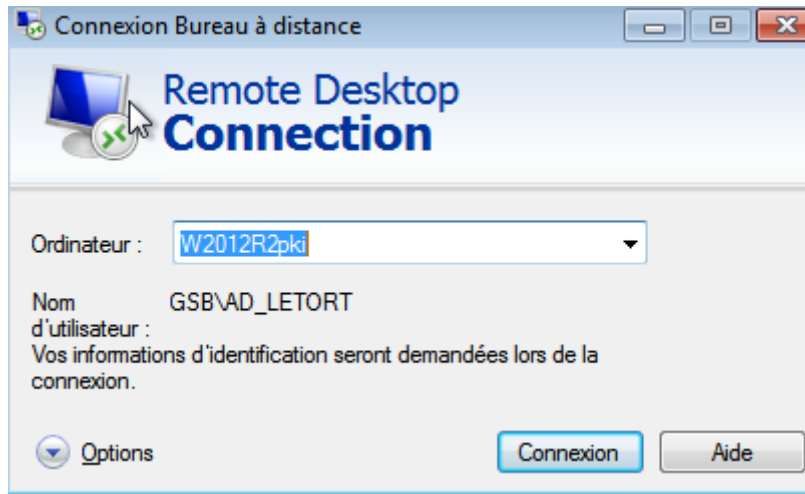 Connexion Bureau à distance
Remote Desktop
Connection
Ordinateur :
W2012R2pki
Nom
d'utilisateur :
GSB\AD_LETORT
Vos informations d'identification seront demandées lors de la
connexion.
Options
Connexion
Aide